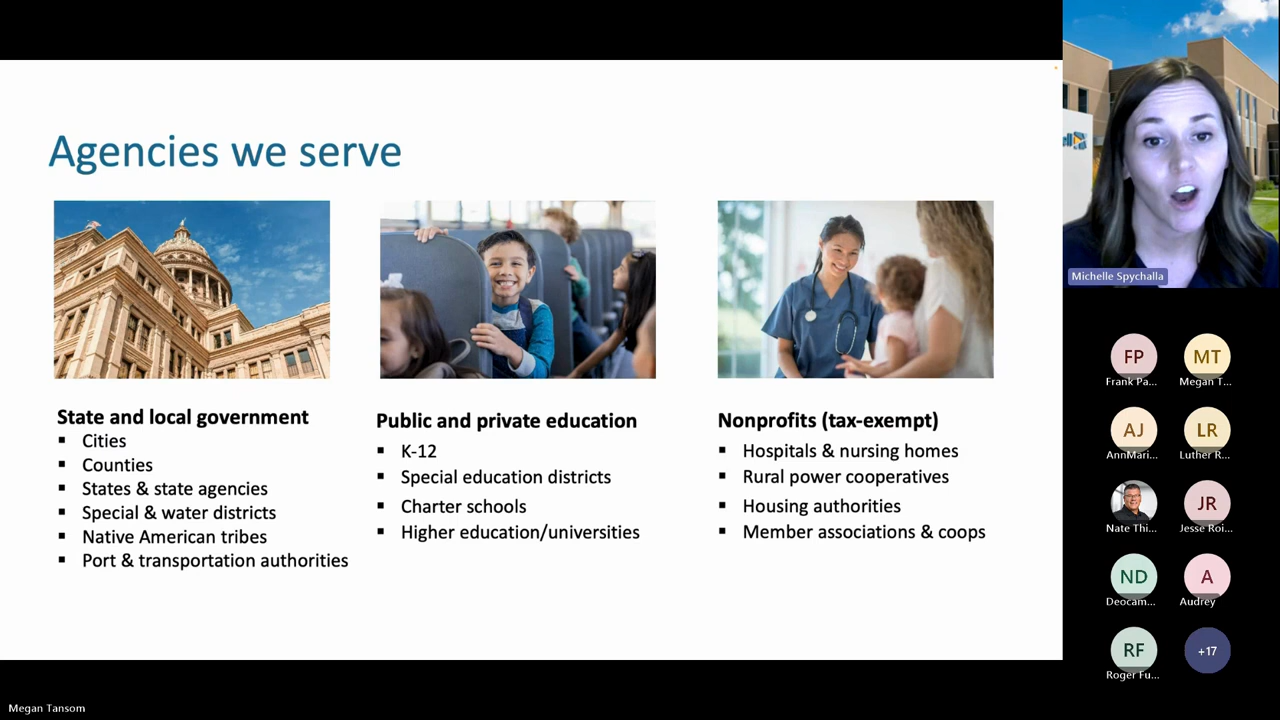 Agencies we serve
State and local government
▪ Cities
▪ Counties
▪ States & state agencies
▪ Special & water districts
▪ Native American tribes
▪ Port & transportation authorities
Public and private education
▪ K-12
▪ Special education districts
▪ Charter schools
▪ Higher education/universities
Nonprofits (tax-exempt)
▪ Hospitals & nursing homes
▪ Rural power cooperatives
▪ Housing authorities
▪ Member associations & coops
Michelle Spychalla
FP
Frank Pa...
MT
Megan T...
AJ
AnnMari...
LR
Luther R...
Nate Thi...
JR
Jesse Roi...
ND
Deocam...
A
Audrey
RF
Roger Fu...
+17
Megan Tansom